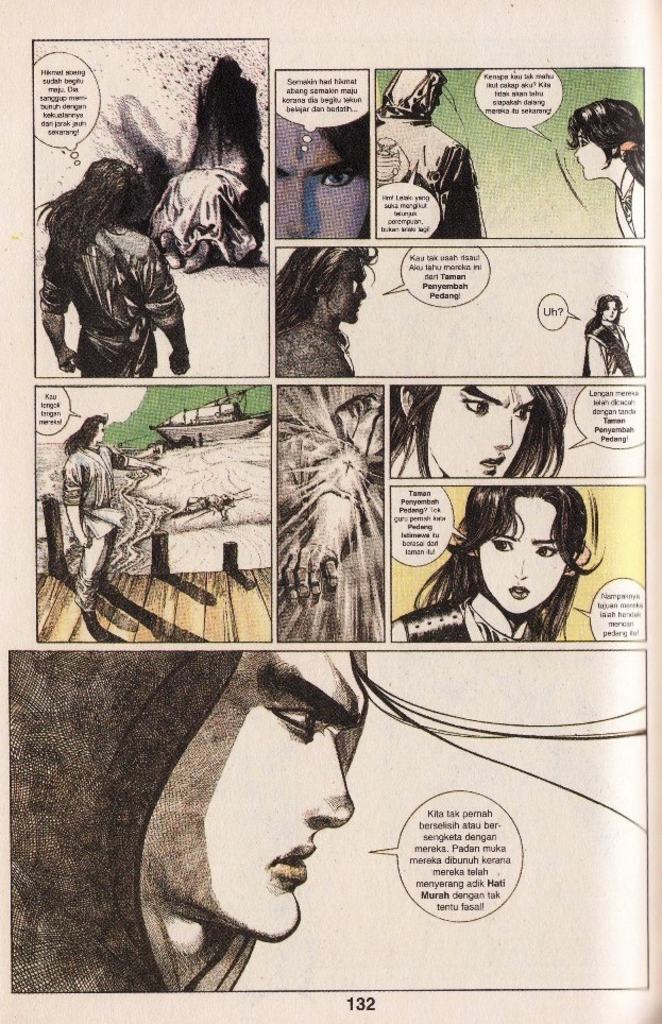 Hikmat abang
sudah begitu
maju. Dia
sanggup mem-
bunuh dengan
kekuatannya
dari jarak jauh
sekarang!
Semakin hari hikmat
abang semakin maju
kerana dia begitu tekun
belajar dan berlatih...
Kenapa kau tak mahu
ikut cakap aku? Kita
tidak akan tahu
siapakah dalang
mereka itu sekarang!
Hm! Lelaki yang
suka mengikut
telunjuk
perempuan,
bukan lelaki lagi!
Kau tak usah risau!
Aku tahu mereka ini
dari Taman
Penyembah
Pedang!
Uh?
Kau
tengok
tangan
mereka!
Lengan mereka
telah dicacah
dengan tanda
Taman
Penyembah
Pedang!
Taman
Penyembah
Pedang? Tok
guru pernah kata
Pedang
Istimewa itu
berasal dari
taman itu!
Nampaknya
tujuan mereka
ialah hendak
mencari
pedang itu!
Kita tak pernah
berselisih atau ber-
sengketa dengan
mereka. Padan muka
mereka dibunuh kerana
mereka telah
menyerang adik Hati
Murah dengan tak
tentu fasal!
132